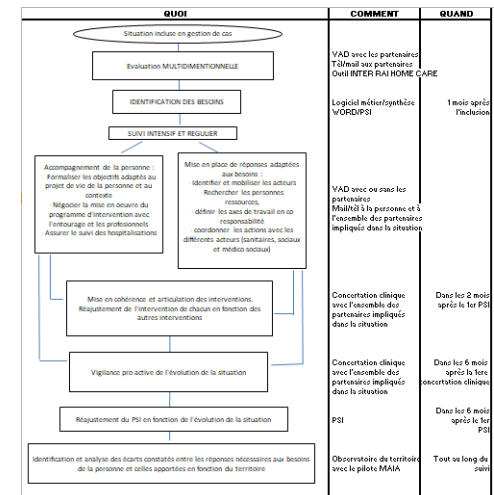 QUOI
COMMENT
QUAND
Situation incluse en gestion de cas
Evaluation MULTIDIMENTIONNELLE
VAD avec les partenaires
Tèl/mail aux partenaires
Outil INTER RAI HOME CARE
IDENTIFICATION DES BESOINS
Logiciel métier/synthèse
WORD/PSI
1 mois après
l'inclusion
SUIVI INTENSIF ET REGULIER
Accompagnement de la personne :
· Formaliser les objectifs adaptés au
projet de vie de la personne et au
contexte
· Négocier la mise en oeuvre du
programme d'intervention avec
l'entourage et les profesionnels
· Assurer le suivi des hospitalisations
Mise en place de réponses adaptées
aux besoins :
· Identifier et mobiliser les acteurs
· Rechercher les personnes
ressources,
· définir les axes de travail en co
responsabilité
· coordonner les actions avec les
différents acteurs (sanitaires, sociaux
et médico sociaux)
VAD avec ou sans les
partenaires
Mail/tèl à la personne et à
l'ensemble des partenaires
impliqués dans la situation
Mise en cohérence et articulation des interventions.
Réajustement de l'intervention de chacun en fonction des
autres interventions
Concertation clinique
avec l'ensemble des
partenaires impliqués
dans la situation
Dans les 2 mois
après le 1er PSI
Vigilance pro active de l'évolution de la situation
Concertation clinique
avec l'ensemble des
partenaires impliqués
dans la situation
Dans les 6 mois
après la 1ere
concertation clinique
Réajustement du PSI en fonction de l'évolution de la situation
PSI
Dans les 6 mois
après le 1er
PSI
Identification et analyse des écarts constatés entre les réponses nécessaires aux besoins
de la personne et celles apportées en fonction du territoire
Observatoire du territoire
avec le pilote MAIA
Tout au long du
suivi